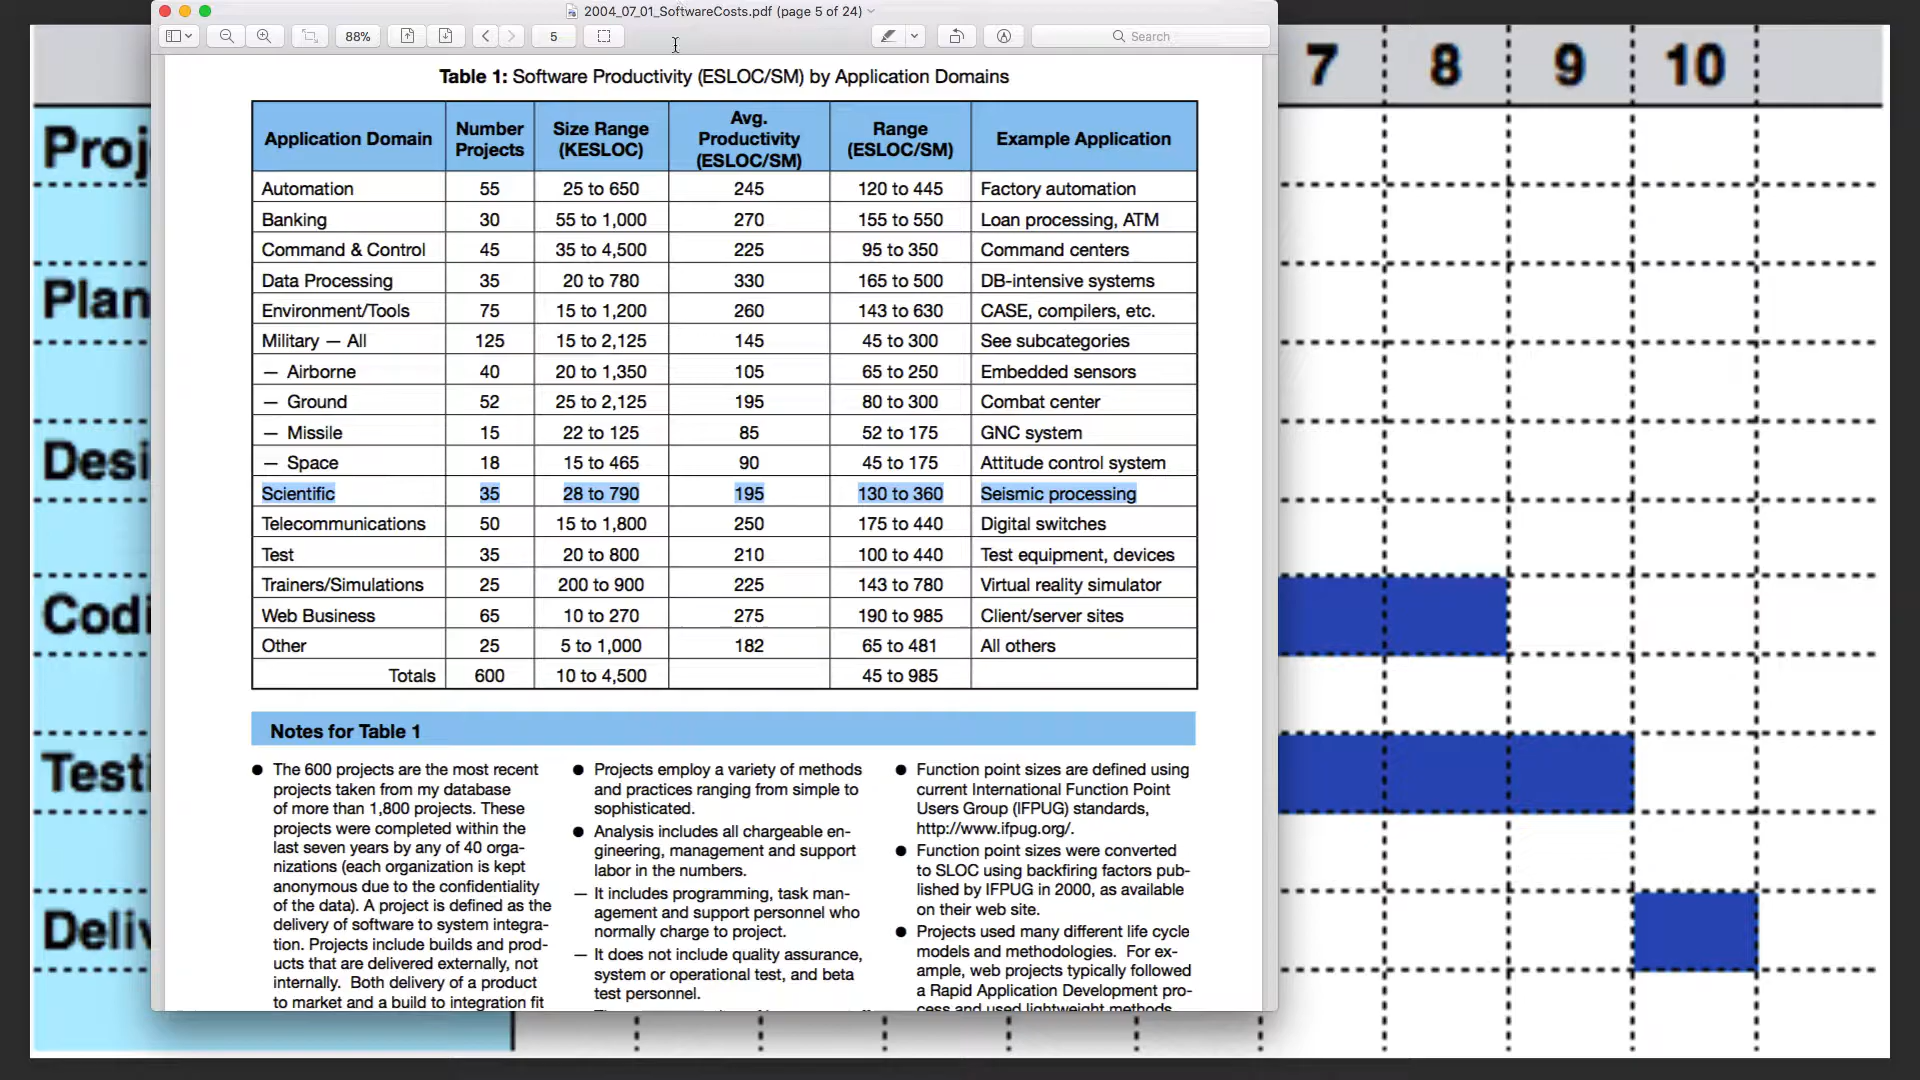 2004_07_01_SoftwareCosts.pdf (page 5 of 24)
88%
5
Search
7 8 9 10
Table 1: Software Productivity (ESLOC/SM) by Application Domains
Application Domain Number Projects Size Range (KESLOC) Avg. Productivity (ESLOC/SM) Range (ESLOC/SM) Example Application
Automation 55 25 to 650 245 120 to 445 Factory automation
Banking 30 55 to 1,000 270 155 to 550 Loan processing, ATM
Command & Control 45 35 to 4,500 225 95 to 350 Command centers
Data Processing 35 20 to 780 330 165 to 500 DB-intensive systems
Environment/Tools 75 15 to 1,200 260 143 to 630 CASE, compilers, etc.
Military — All 125 15 to 2,125 145 45 to 300 See subcategories
— Airborne 40 20 to 1,350 105 65 to 250 Embedded sensors
— Ground 52 25 to 2,125 195 80 to 300 Combat center
— Missile 15 22 to 125 85 52 to 175 GNC system
— Space 18 15 to 465 90 45 to 175 Attitude control system
Scientific 35 28 to 790 195 130 to 360 Seismic processing
Telecommunications 50 15 to 1,800 250 175 to 440 Digital switches
Test 35 20 to 800 210 100 to 440 Test equipment, devices
Trainers/Simulations 25 200 to 900 225 143 to 780 Virtual reality simulator
Web Business 65 10 to 270 275 190 to 985 Client/server sites
Other 25 5 to 1,000 182 65 to 481 All others
Totals 600 10 to 4,500 45 to 985
Notes for Table 1
● The 600 projects are the most recent
projects taken from my database
of more than 1,800 projects. These
projects were completed within the
last seven years by any of 40 orga-
nizations (each organization is kept
anonymous due to the confidentiality
of the data). A project is defined as the
delivery of software to system integra-
tion. Projects include builds and prod-
ucts that are delivered externally, not
internally. Both delivery of a product
to market and a build to integration fit
● Projects employ a variety of methods
and practices ranging from simple to
sophisticated.
● Analysis includes all chargeable en-
gineering, management and support
labor in the numbers.
— It includes programming, task man-
agement and support personnel who
normally charge to project.
— It does not include quality assurance,
system or operational test, and beta
test personnel.
● Function point sizes are defined using
current International Function Point
Users Group (IFPUG) standards,
http://www.ifpug.org/.
● Function point sizes were converted
to SLOC using backfiring factors pub-
lished by IFPUG in 2000, as available
on their web site.
● Projects used many different life cycle
models and methodologies. For ex-
ample, web projects typically followed
a Rapid Application Development pro-
cess and used lightweight methods.
Proj
Plan
Desi
Codi
Testi
Deliv